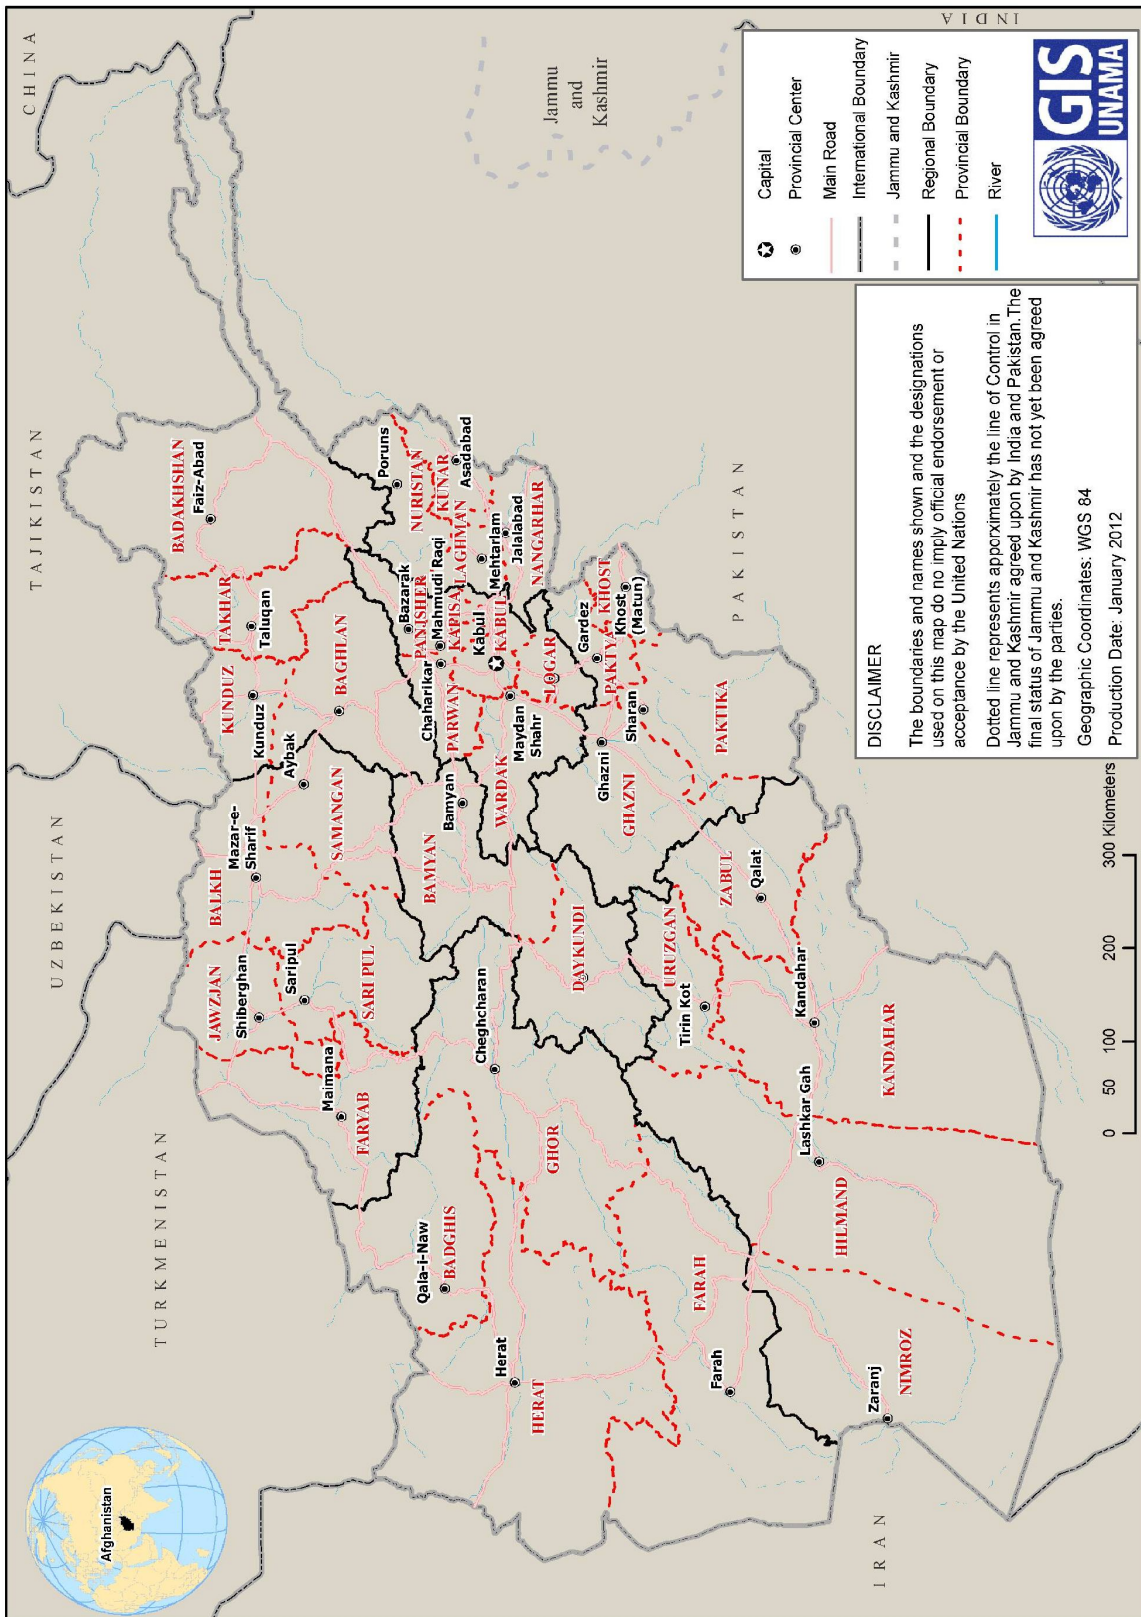 CHINA
TAJIKISTAN
UZBEKISTAN
TURKMENISTAN
IRAN
PAKISTAN
INDIA
Jammu
and
Kashmir
Afghanistan
BADAKHSHAN
Faiz-Abad
TAKHAR
Taluqan
KUNDUZ
Kunduz
BAGHLAN
Aybak
SAMANGAN
BALKH
Mazar-e-
Sharif
JAWZJAN
Shiberghan
Saripul
SARI PUL
Maimana
FARYAB
Qala-i-Naw
BADGHIS
Herat
HERAT
GHOR
Cheghcharan
BAMYAN
Bamyan
DAYKUNDI
WARDAK
Maydan
Shahr
PARWAN
Chaharikar
PANJSHER
Bazarak
Mahmudi Raqi
KAPISA
Kabul
KABUL
LOGAR
NURISTAN
Poruns
KUNAR
Asadabad
LAGHMAN
Mehtarlam
Jalalabad
NANGARHAR
Gardez
PAKTYA
KHOST
Khost
(Matun)
Sharan
PAKTIKA
Ghazni
GHAZNI
ZABUL
Qalat
URUZGAN
Trin Kot
Kandahar
KANDAHAR
Lashkar Gah
HILMAND
FARAH
Farah
Zaranj
NIMROZ
0 50 100 200 300 Kilometers
DISCLAIMER
The boundaries and names shown and the designations
used on this map do no imply official endorsement or
acceptance by the United Nations
Dotted line represents apporximately the line of Control in
Jammu and Kashmir agreed upon by India and Pakistan.The
final status of Jammu and Kashmir has not yet been agreed
upon by the parties.
Geographic Coordinates: WGS 84
Production Date: January 2012
Capital
Provincial Center
Main Road
International Boundary
Jammu and Kashmir
Regional Boundary
Provincial Boundary
River
GIS
UNAMA